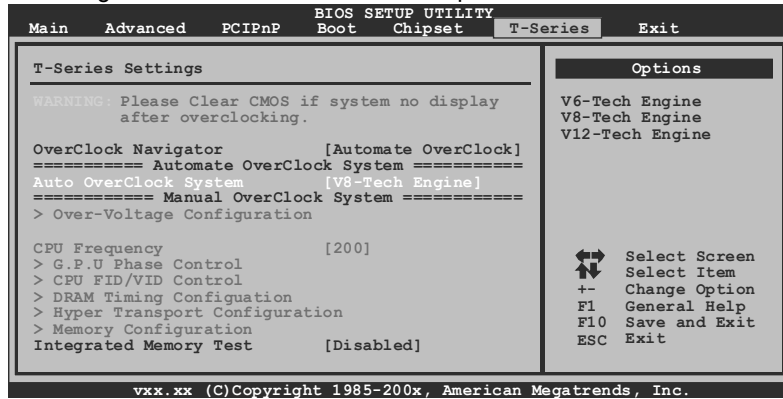 BIOS SETUP UTILITY
Main Advanced PCIPnP Boot Chipset T-Series Exit
T-Series Settings
WARNING: Please Clear CMOS if system no display
after overclocking.
OverClock Navigator [Automate OverClock]
=========== Automate OverClock System ===========
Auto OverClock System [V8-Tech Engine]
============ Manual OverClock System ============
> Over-Voltage Configuration
CPU Frequency [200]
> G.P.U Phase Control
> CPU FID/VID Control
> DRAM Timing Configuation
> Hyper Transport Configuration
> Memory Configuration
Integrated Memory Test [Disabled]
Options
V6-Tech Engine
V8-Tech Engine
V12-Tech Engine
Select Screen
Select Item
+- Change Option
F1 General Help
F10 Save and Exit
ESC Exit
vxx.xx (C)Copyright 1985-200x, American Megatrends, Inc.